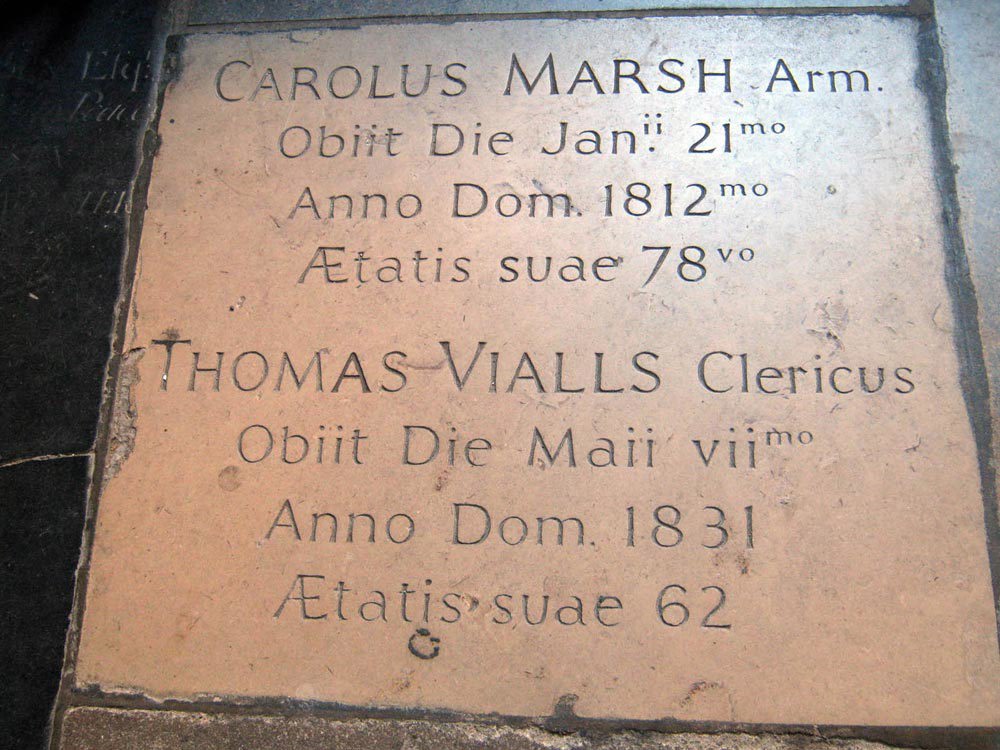 CAROLUS MARSH Arm.
Obiit Die Janii. 21mo
Anno Dom. 1812mo
Ætatis suae 78vo
THOMAS VIALLS Clericus
Obiit Die Maii viimo
Anno Dom. 1831
Ætatis suae 62